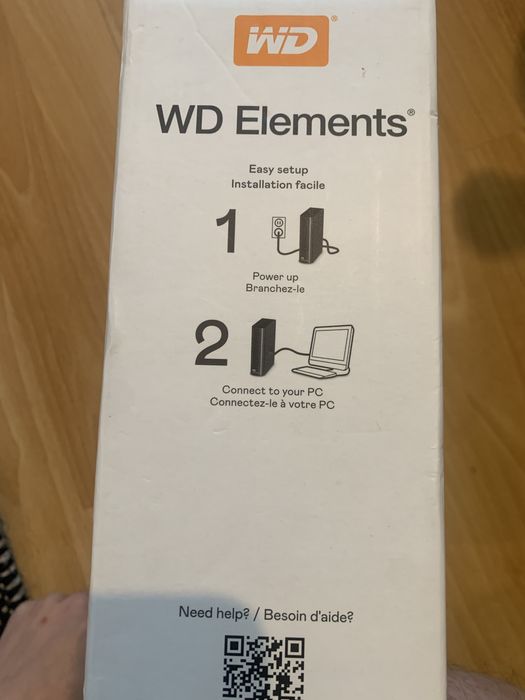 WD®
WD Elements®
Easy setup
Installation facile
1
Power up
Branchez-le
2
Connect to your PC
Connectez-le à votre PC
Need help? / Besoin d'aide?